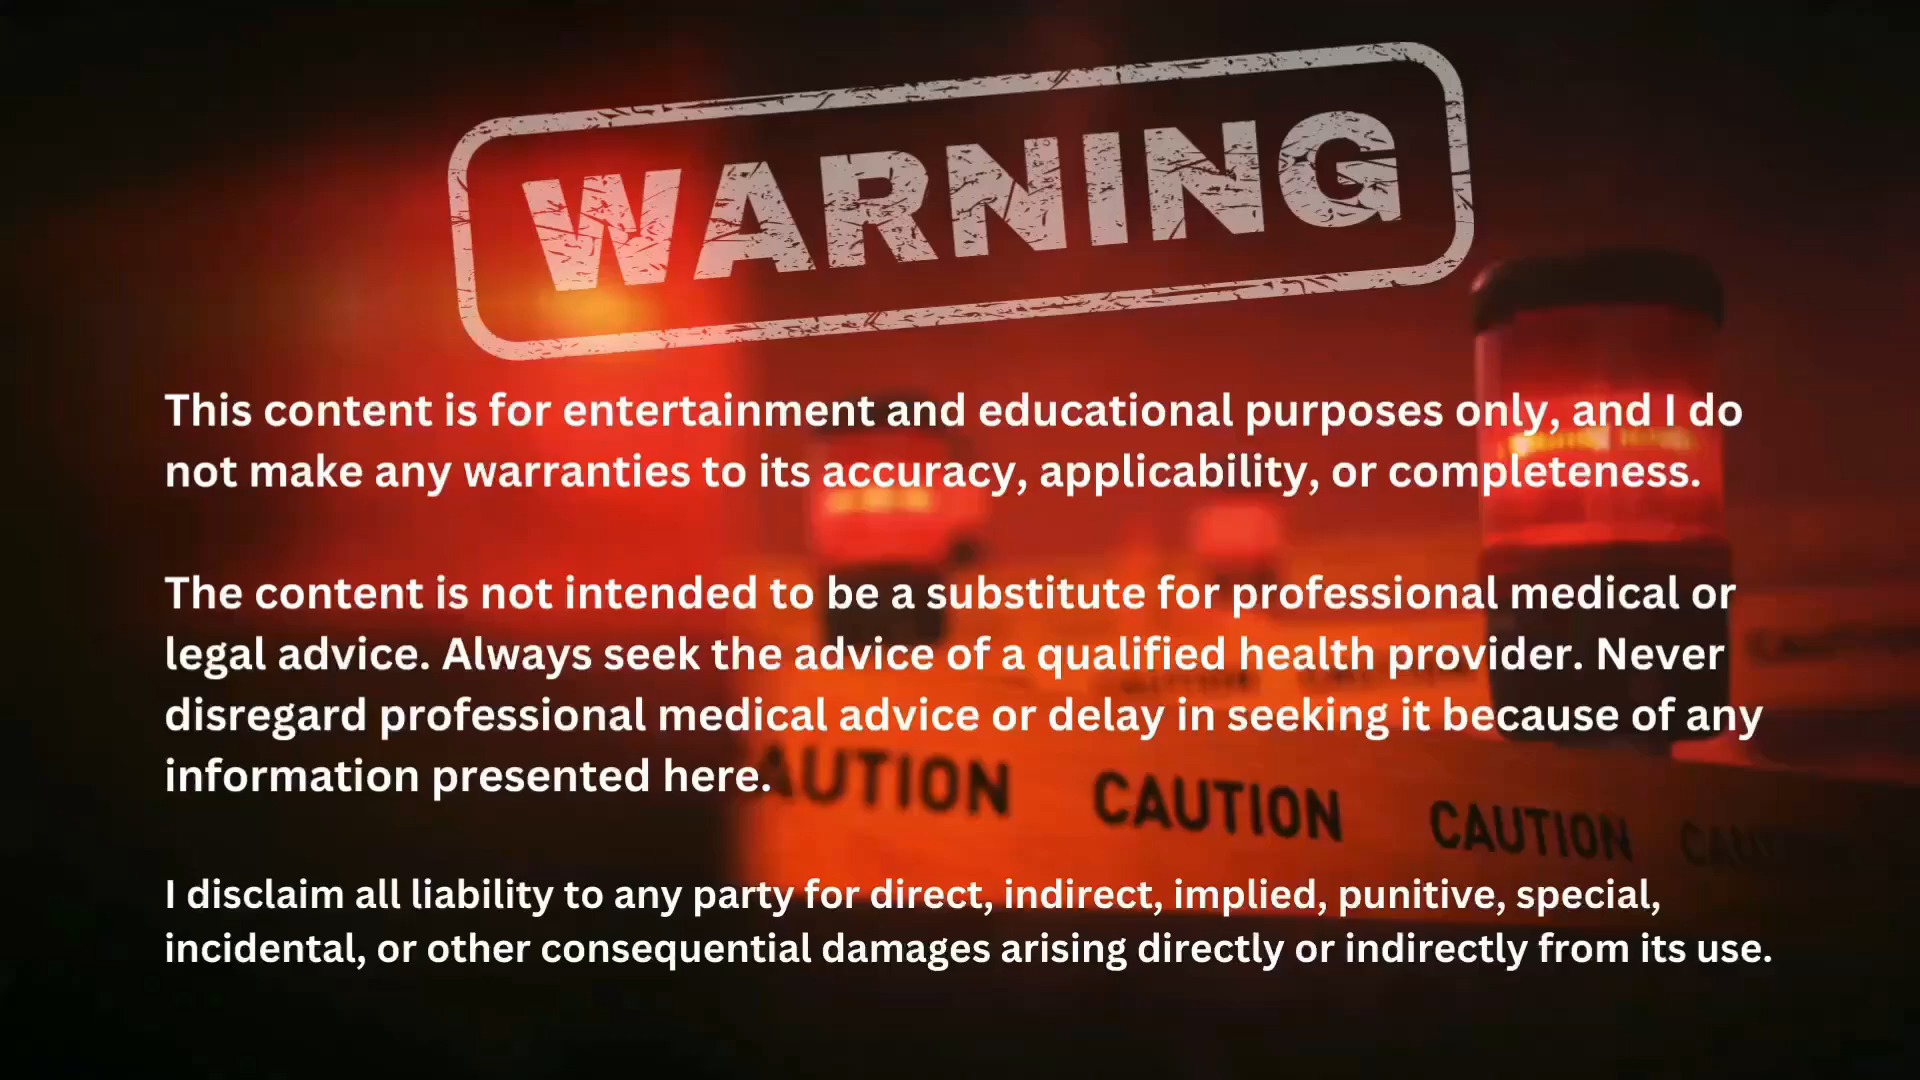 WARNING
This content is for entertainment and educational purposes only, and I do
not make any warranties to its accuracy, applicability, or completeness.
The content is not intended to be a substitute for professional medical or
legal advice. Always seek the advice of a qualified health provider. Never
disregard professional medical advice or delay in seeking it because of any
information presented here.
AUTION CAUTION CAUTION
I disclaim all liability to any party for direct, indirect, implied, punitive, special,
incidental, or other consequential damages arising directly or indirectly from its use.